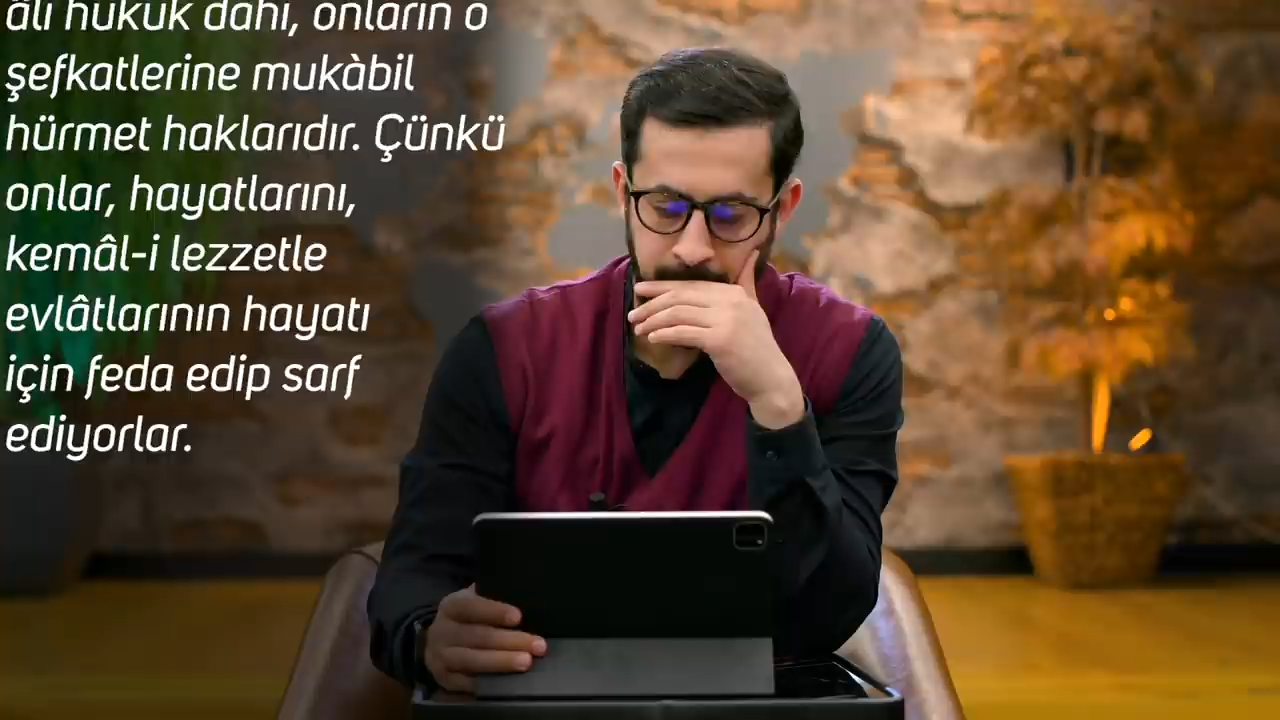 âli hukuk dahi, onların o
şefkatlerine mukàbil
hürmet haklarıdır. Çünkü
onlar, hayatlarını,
kemâl-i lezzetle
evlâtlarının hayatı
için feda edip sarf
ediyorlar.